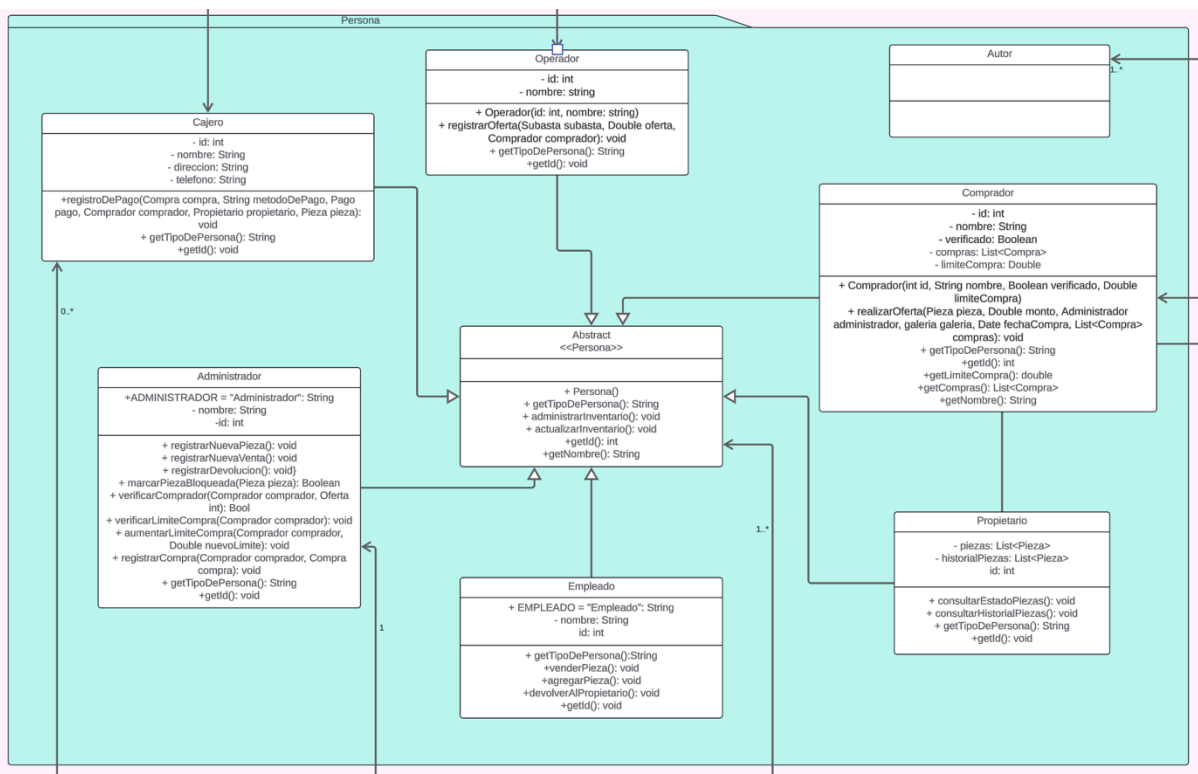 Persona
Operador
- id: int
- nombre: string
+ Operador(id: int, nombre: string)
+ registrarOferta(Subasta subasta, Double oferta,
Comprador comprador): void
+ getTipoDePersona(): String
+getId(): void
Autor
1..*
Cajero
- id: int
- nombre: String
- direccion: String
- telefono: String
+registroDePago(Compra compra, String metodoDePago, Pago
pago, Comprador comprador, Propietario propietario, Pieza pieza):
void
+ getTipoDePersona(): String
+getId(): void
0..*
Comprador
- id: int
- nombre: String
- verificado: Boolean
- compras: List<Compra>
- limiteCompra: Double
+ Comprador(int id, String nombre, Boolean verificado, Double
limiteCompra)
+ realizarOferta(Pieza pieza, Double monto, Administrador
administrador, galeria galeria, Date fechaCompra, List<Compra>
compras): void
+ getTipoDePersona(): String
+getId(): int
+getLimiteCompra(): double
+getCompras(): List<Compra>
+getNombre(): String
Abstract
<<Persona>>
+ Persona()
+ getTipoDePersona(): String
+ administrarInventario(): void
+ actualizarInventario(): void
+getId(): int
+getNombre(): String
Administrador
+ADMINISTRADOR = "Administrador": String
- nombre: String
-id: int
+ registrarNuevaPieza(): void
+ registrarNuevaVenta(): void
+ registrarDevolucion(): void}
+ marcarPiezaBloqueada(Pieza pieza): Boolean
+ verificarComprador(Comprador comprador, Oferta
int): Bool
+ verificarLimiteCompra(Comprador comprador): void
+ aumentarLimiteCompra(Comprador comprador,
Double nuevoLimite): void
+ registrarCompra(Comprador comprador, Compra
compra): void
+ getTipoDePersona(): String
+getId(): void
1
Empleado
+ EMPLEADO = "Empleado": String
- nombre: String
id: int
+ getTipoDePersona():String
+venderPieza(): void
+agregarPieza(): void
+devolverAlPropietario(): void
+getId(): void
1..*
Propietario
- piezas: List<Pieza>
- historialPiezas: List<Pieza>
id: int
+ consultarEstadoPiezas(): void
+ consultarHistorialPiezas(): void
+ getTipoDePersona(): String
+getId(): void